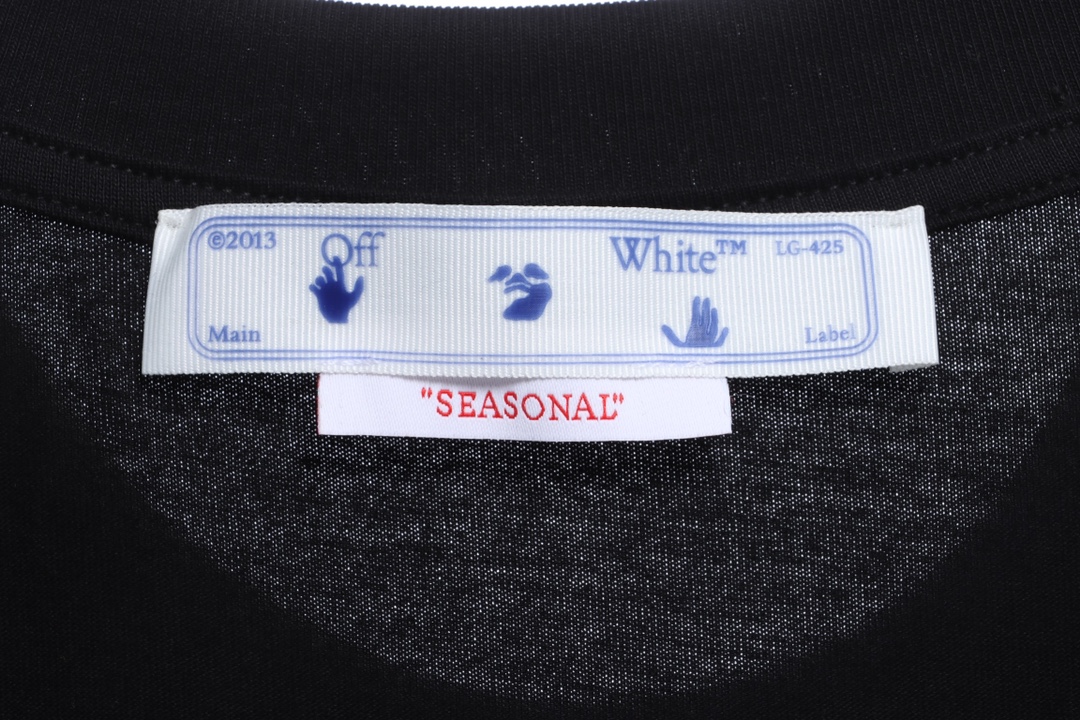 ©2013 Off White™ LG-425
Main Label
"SEASONAL"